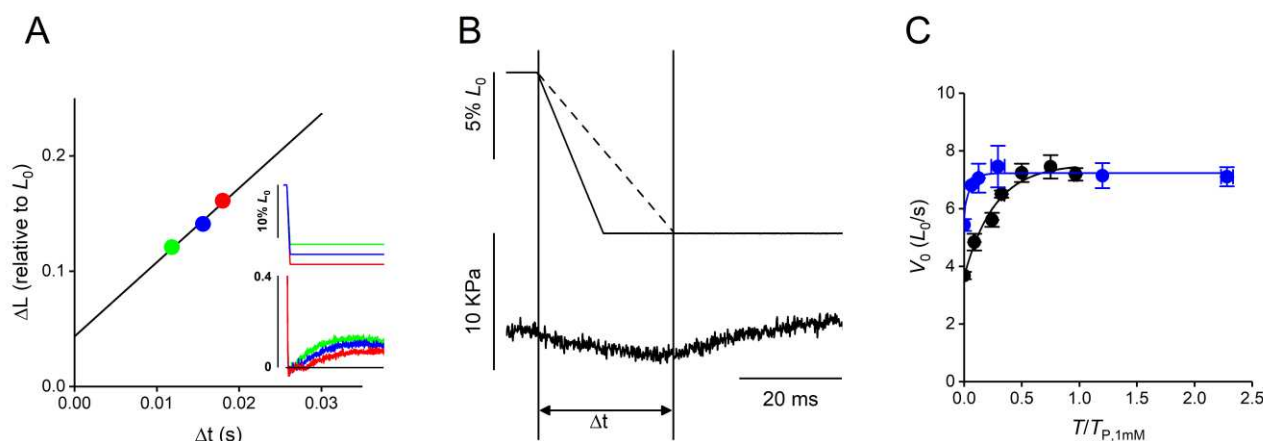 A
ΔL (relative to L₀)
0.2
0.1
0.0
0.00
0.01
0.02
0.03
Δt (s)
10% L₀
0.4
0
B
5% L₀
10 KPa
20 ms
Δt
C
V₀ (L₀/s)
10
8
6
4
2
0
0.0
0.5
1.0
1.5
2.0
2.5
T/T_P,1mM